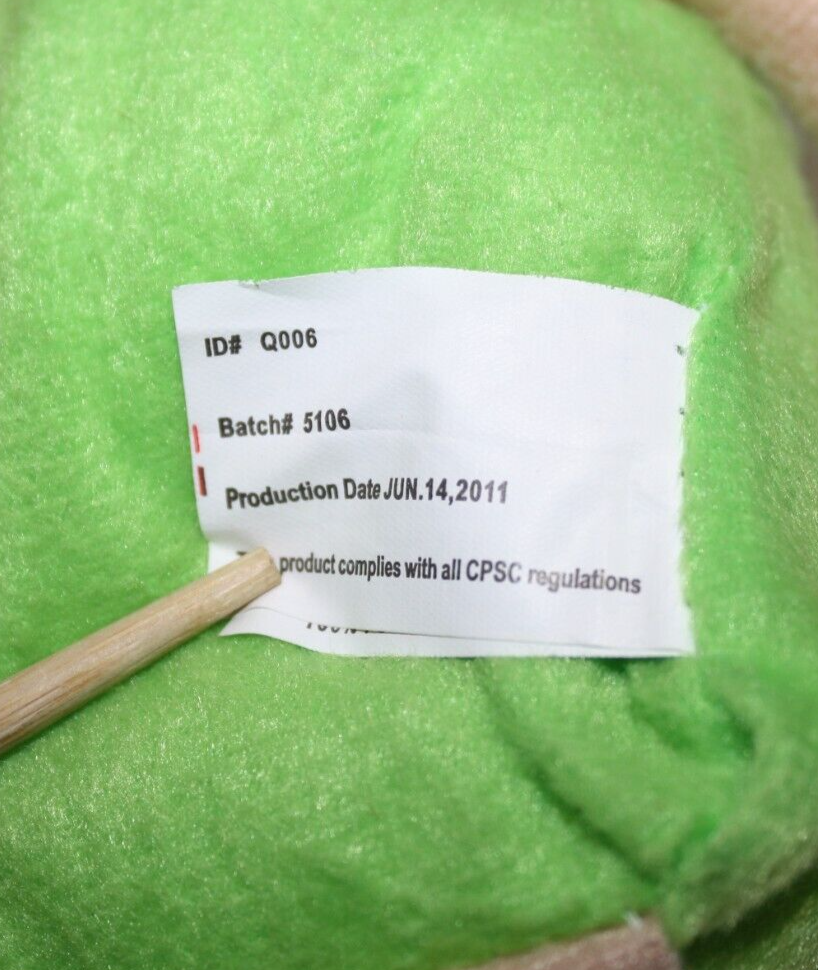 ID# Q006
Batch# 5106
Production Date JUN.14,2011
product complies with all CPSC regulations